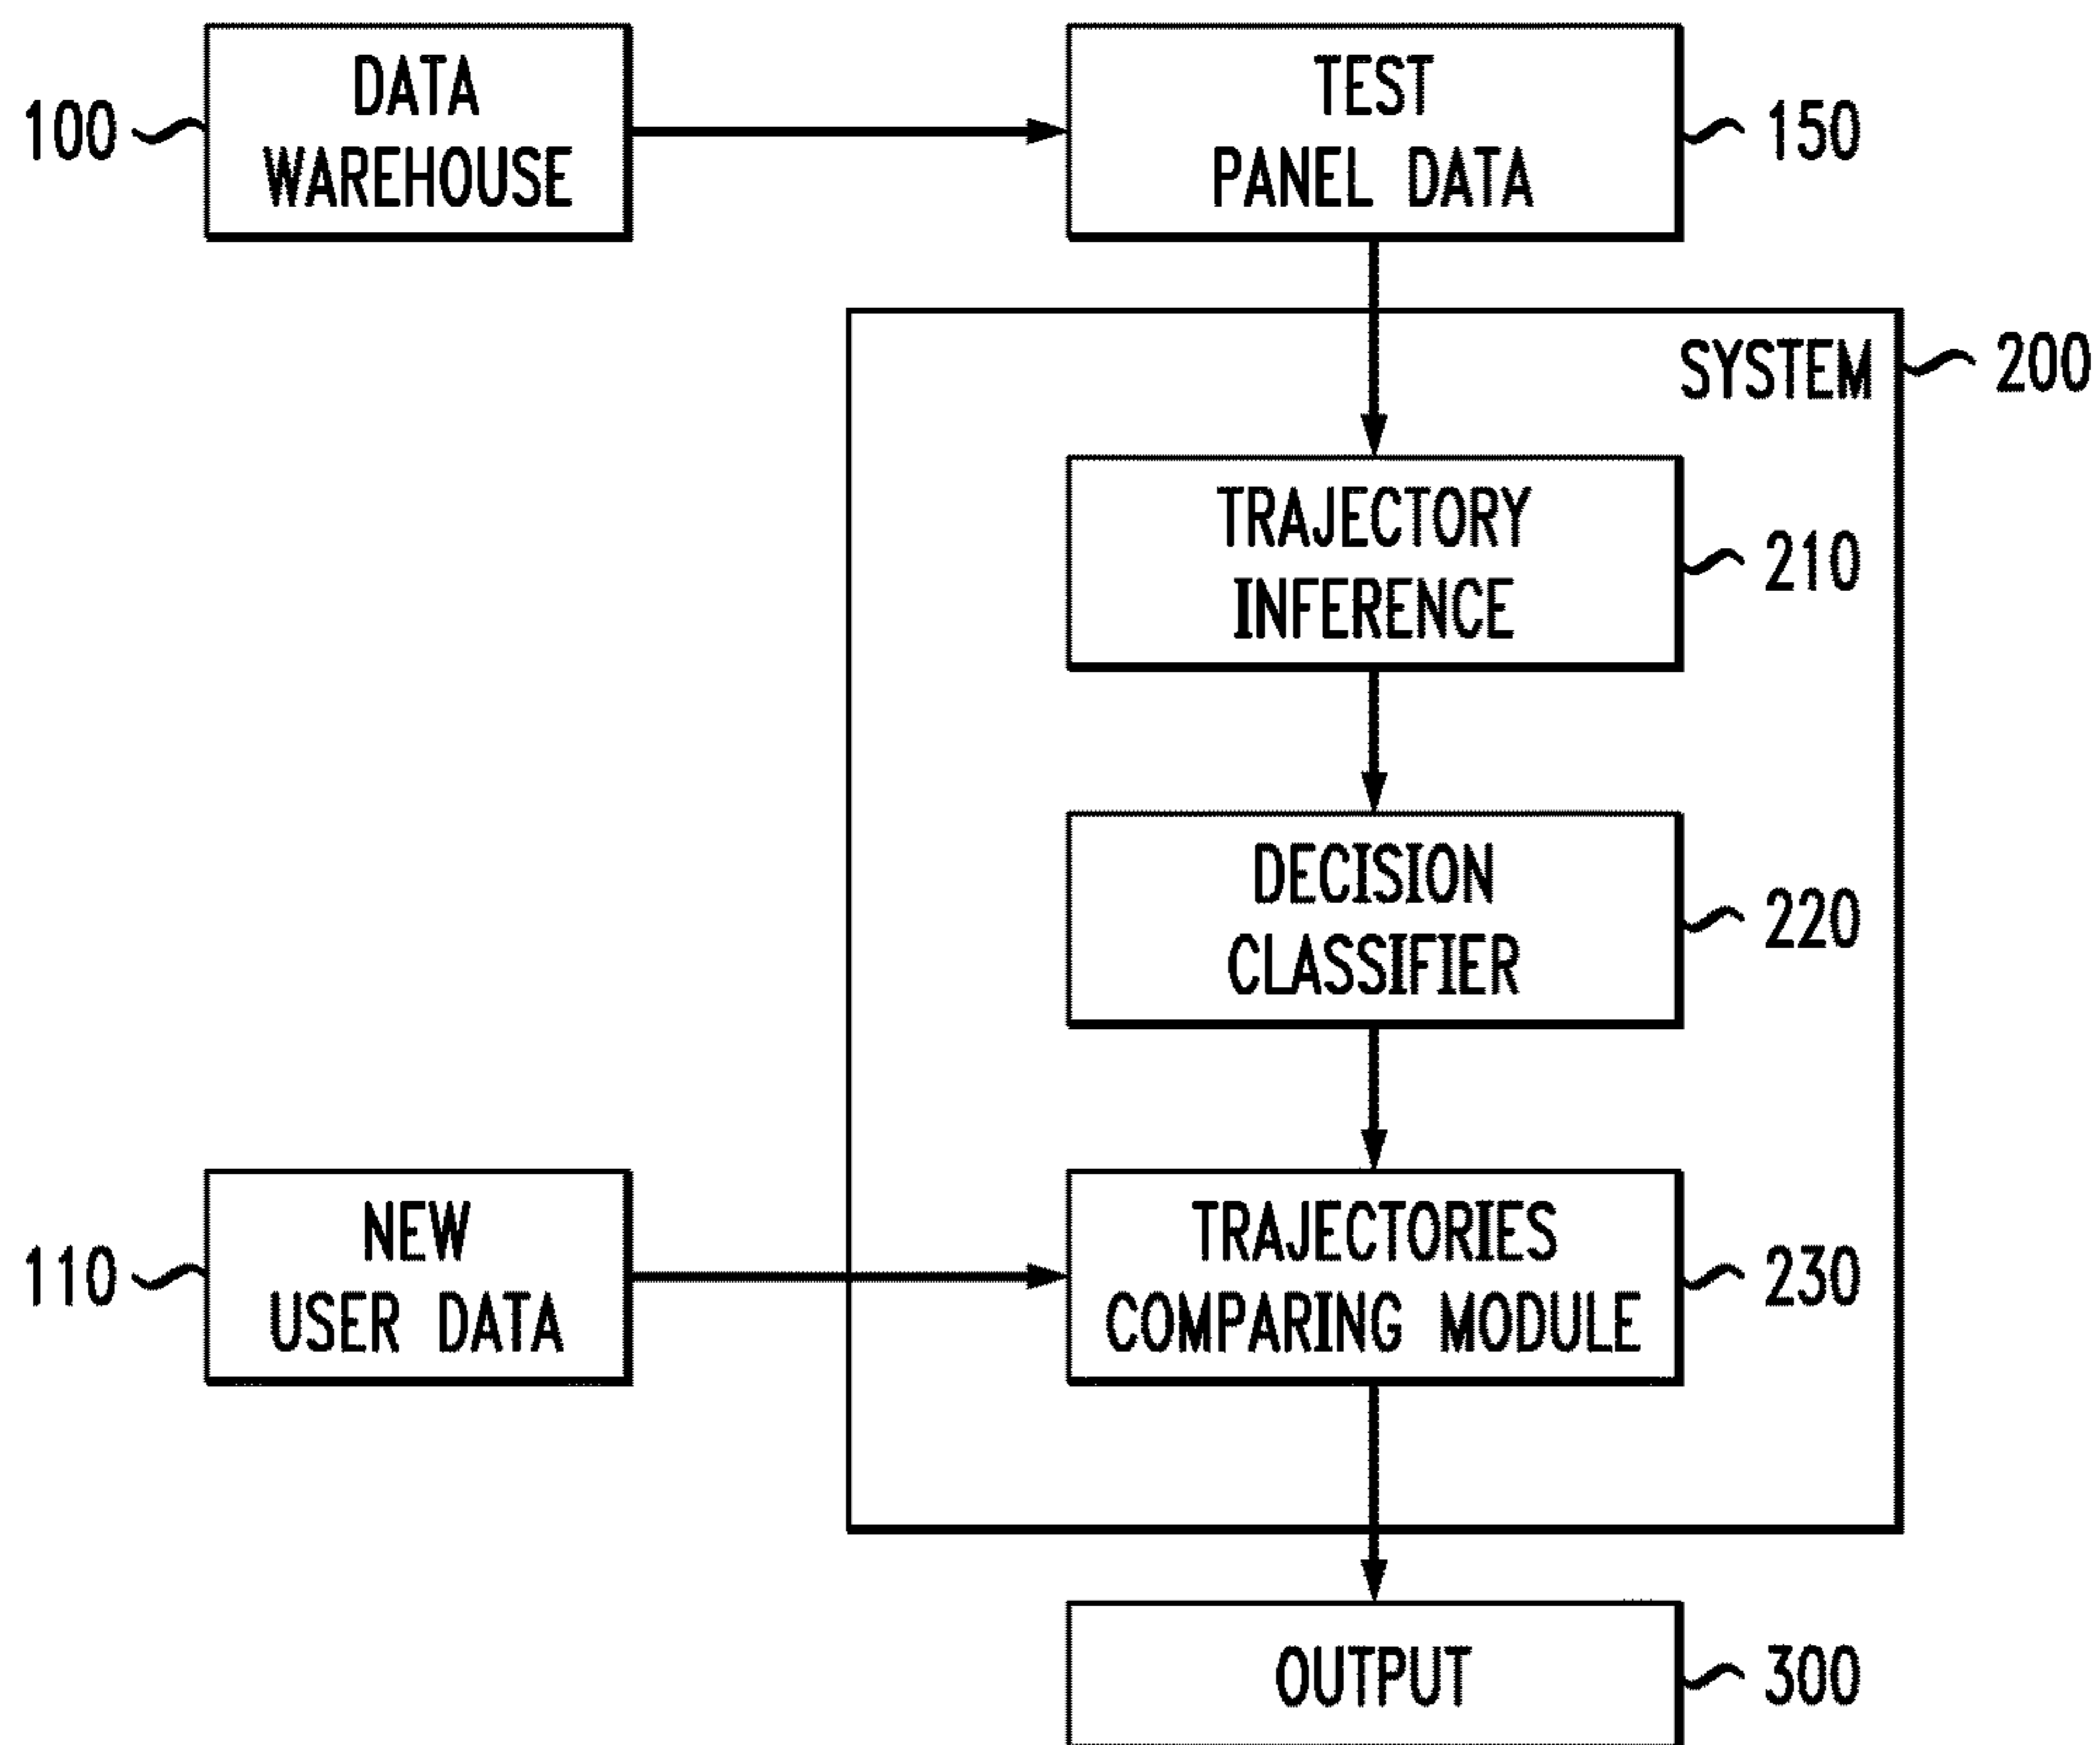 100
DATA
WAREHOUSE
TEST
PANEL DATA
150
SYSTEM
200
TRAJECTORY
INFERENCE
210
DECISION
CLASSIFIER
220
110
NEW
USER DATA
TRAJECTORIES
COMPARING MODULE
230
OUTPUT
300